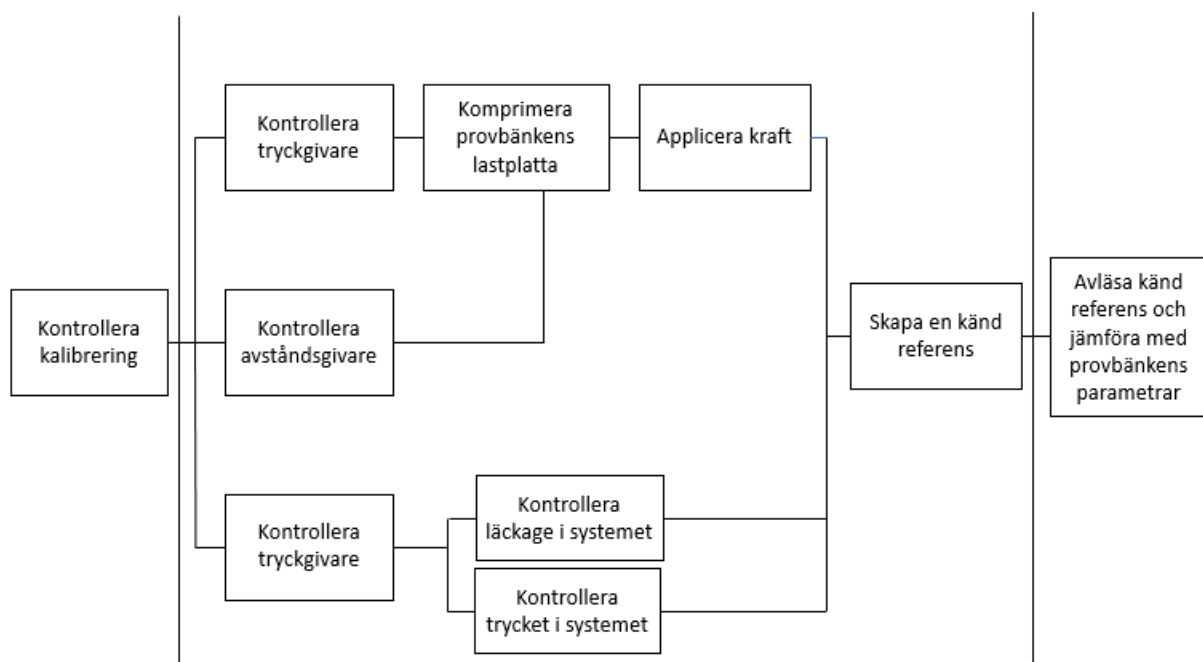 Kontrollera
kalibrering
Kontrollera
tryckgivare
Komprimera
provbänkens
lastplatta
Applicera kraft
Kontrollera
avståndsgivare
Kontrollera
tryckgivare
Kontrollera
läckage i systemet
Kontrollera
trycket i systemet
Skapa en känd
referens
Avläsa känd
referens och
jämföra med
provbänkens
parametrar